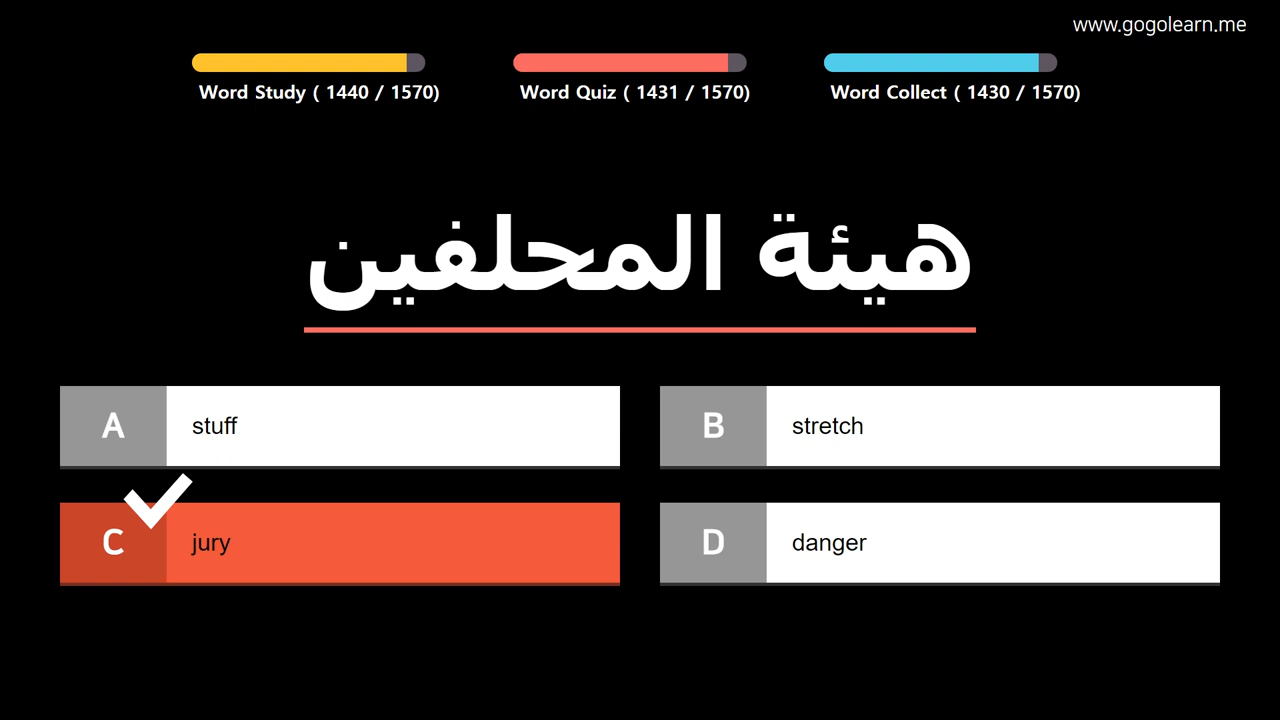 www.gogolearn.me
Word Study ( 1440 / 1570)
Word Quiz ( 1431 / 1570)
Word Collect ( 1430 / 1570)
هيئة المحلفين
A stuff
B stretch
C jury
D danger